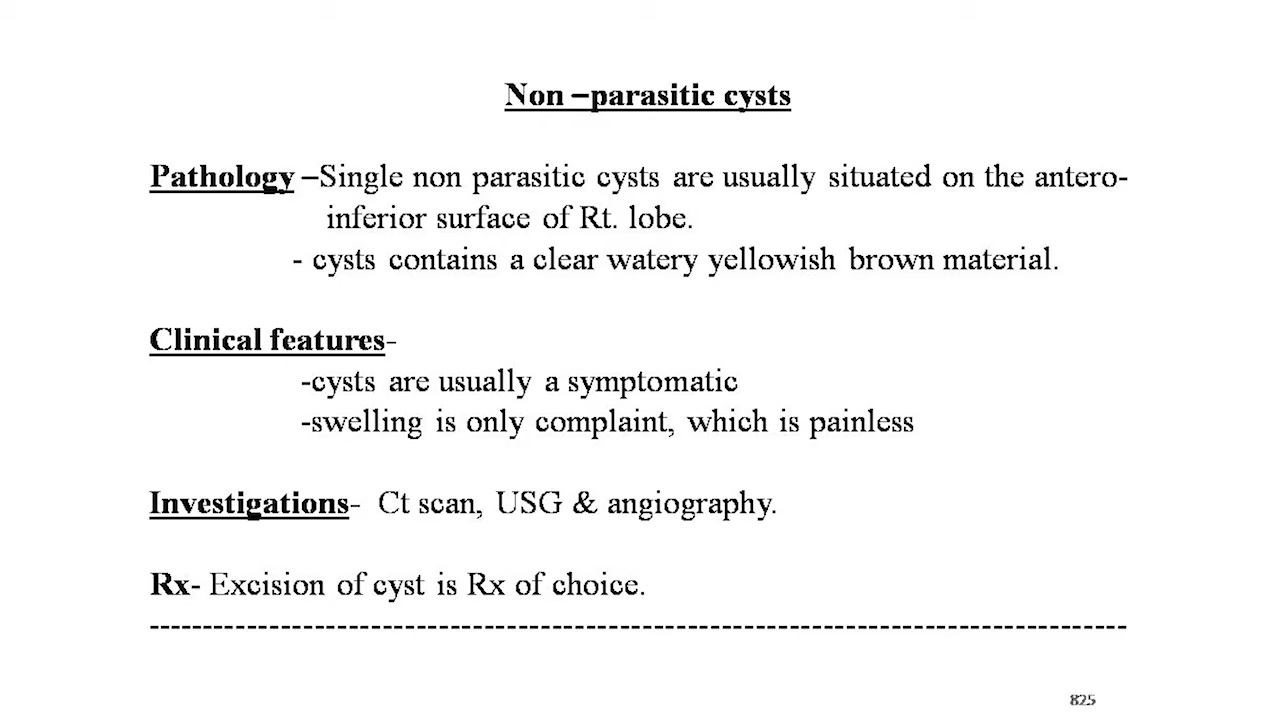 Non –parasitic cysts
Pathology –Single non parasitic cysts are usually situated on the antero-
inferior surface of Rt. lobe.
- cysts contains a clear watery yellowish brown material.
Clinical features-
-cysts are usually a symptomatic
-swelling is only complaint, which is painless
Investigations- Ct scan, USG & angiography.
Rx- Excision of cyst is Rx of choice.
--------------------------------------------------------------------------------------
825